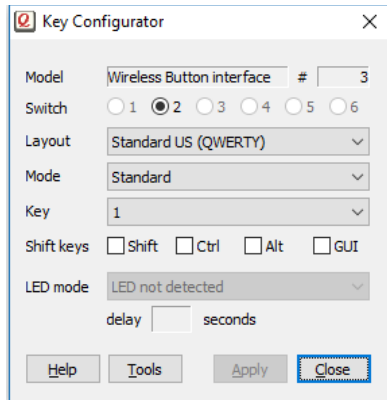 Key Configurator
Model Wireless Button interface # 3
Switch 1 2 3 4 5 6
Layout Standard US (QWERTY)
Mode Standard
Key 1
Shift keys Shift Ctrl Alt GUI
LED mode LED not detected
delay seconds
Help Tools Apply Close